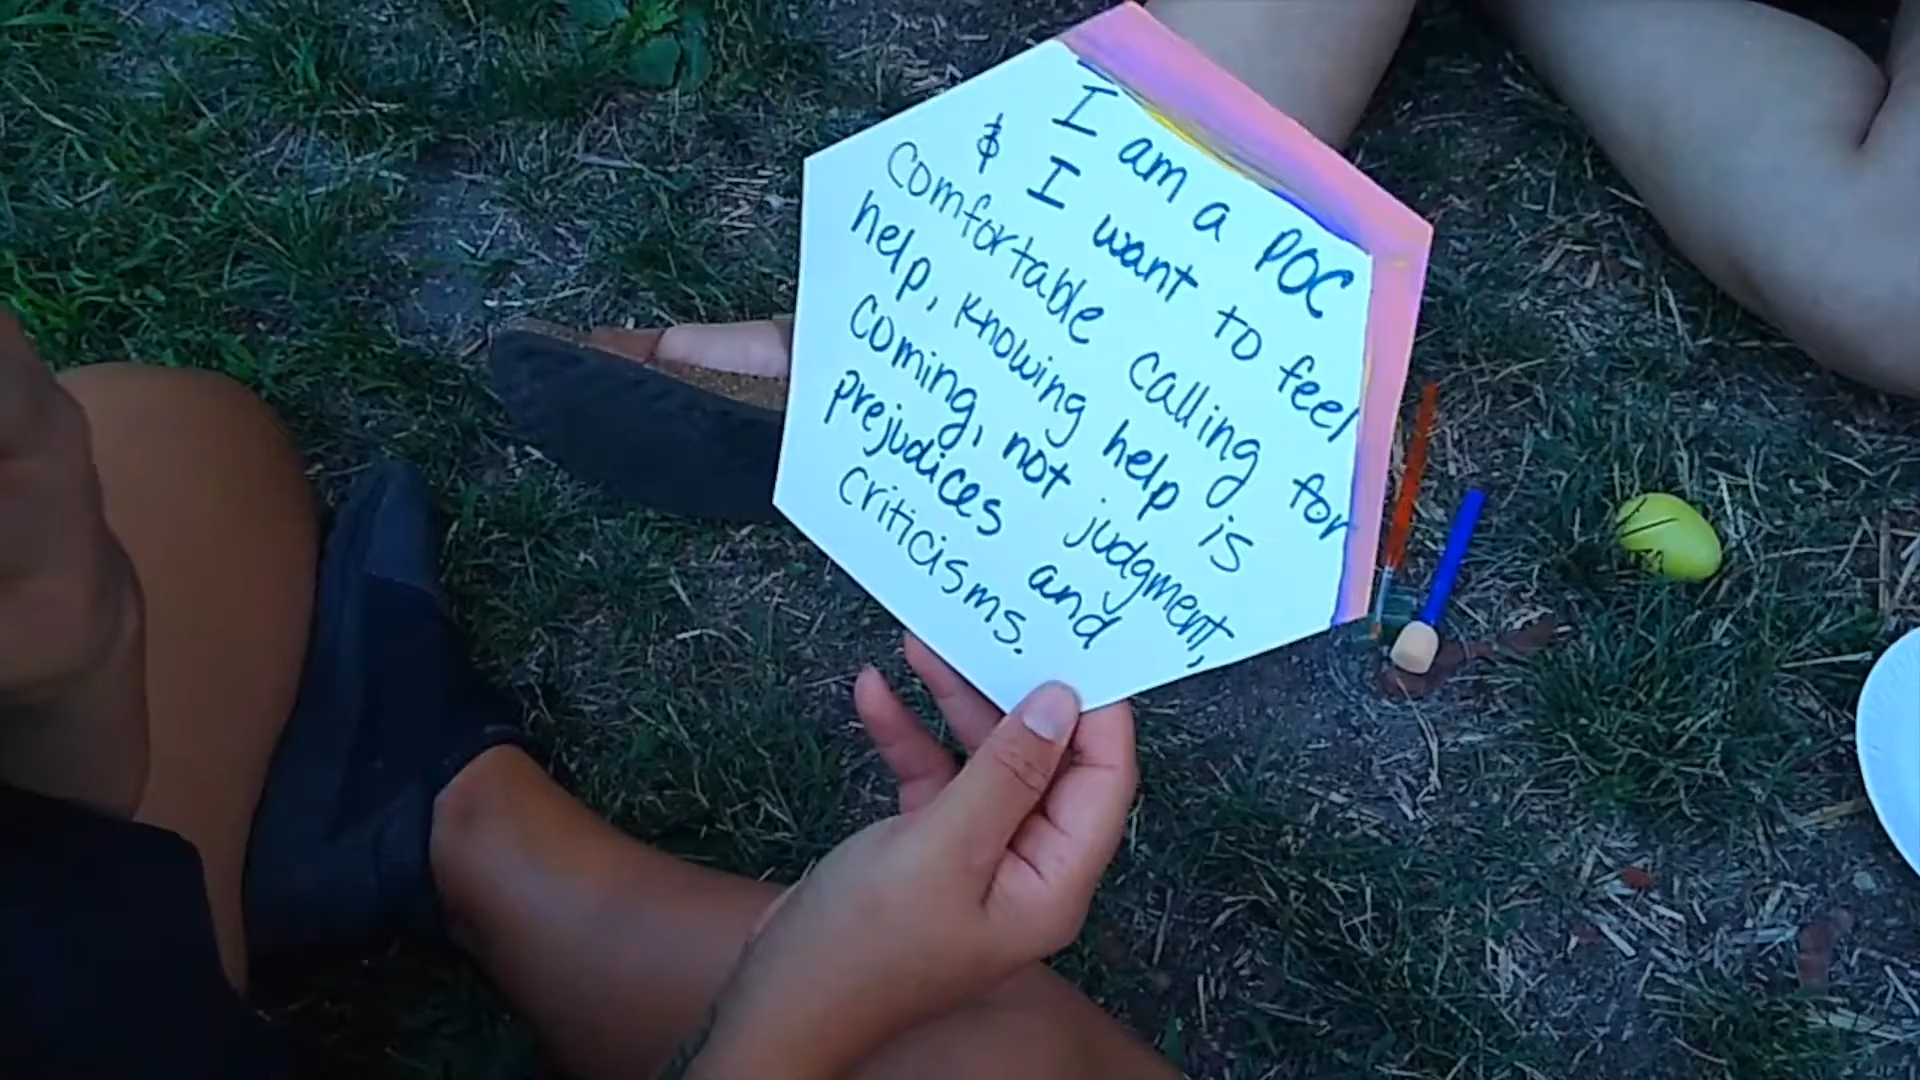 I am a POC
& I want to feel
comfortable calling for
help, knowing help is
coming, not judgment,
prejudices and
criticisms.